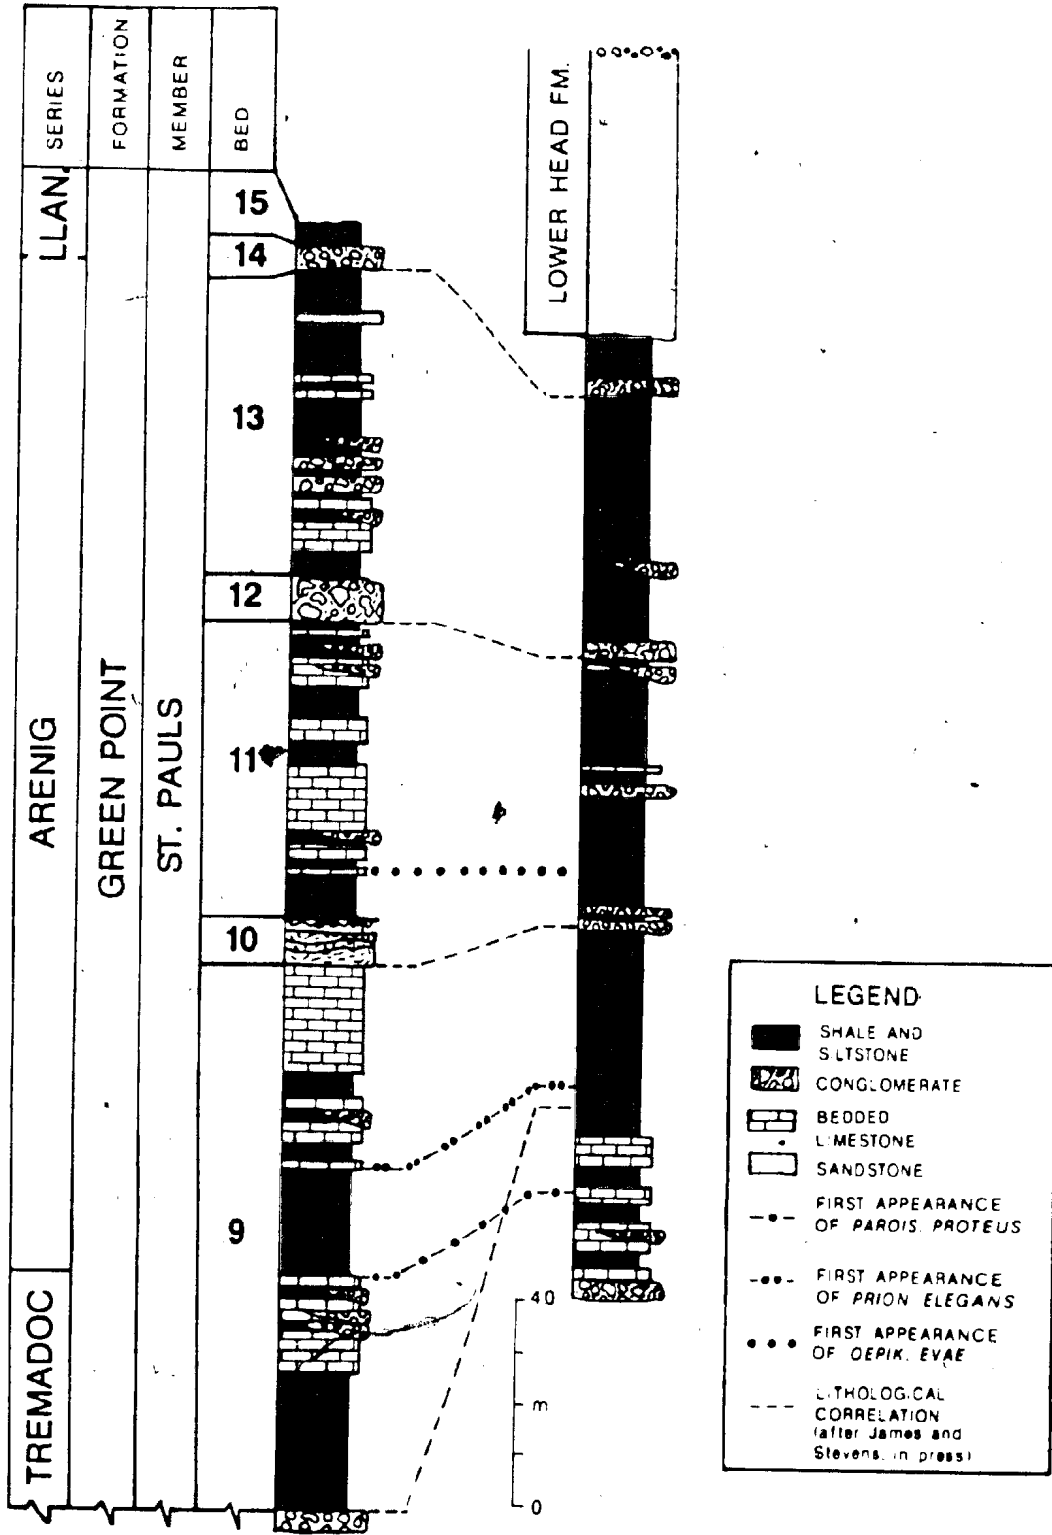 SERIES
FORMATION
MEMBER
BED
LLAN.
ARENIG
TREMADOC
GREEN POINT
ST. PAULS
15
14
13
12
11
10
9
LOWER HEAD FM.
40
m
0
LEGEND
SHALE AND
SILTSTONE
CONGLOMERATE
BEDDED
LIMESTONE
SANDSTONE
FIRST APPEARANCE
OF PAROIS. PROTEUS
FIRST APPEARANCE
OF PRION ELEGANS
FIRST APPEARANCE
OF OEPIK. EVAE
LITHOLOGICAL
CORRELATION
(after James and
Stevens, in press)